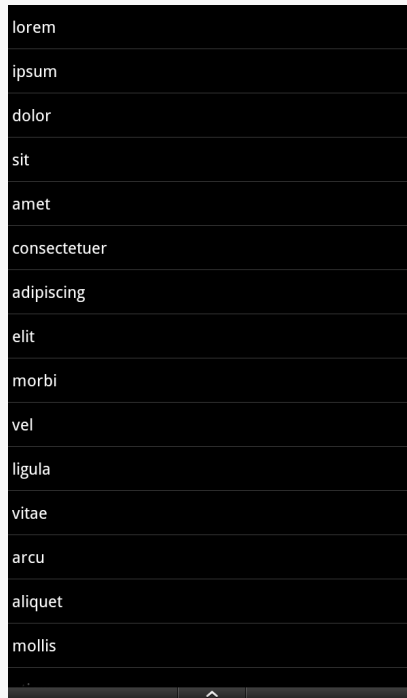 lorem
ipsum
dolor
sit
amet
consectetuer
adipiscing
elit
morbi
vel
ligula
vitae
arcu
aliquet
mollis